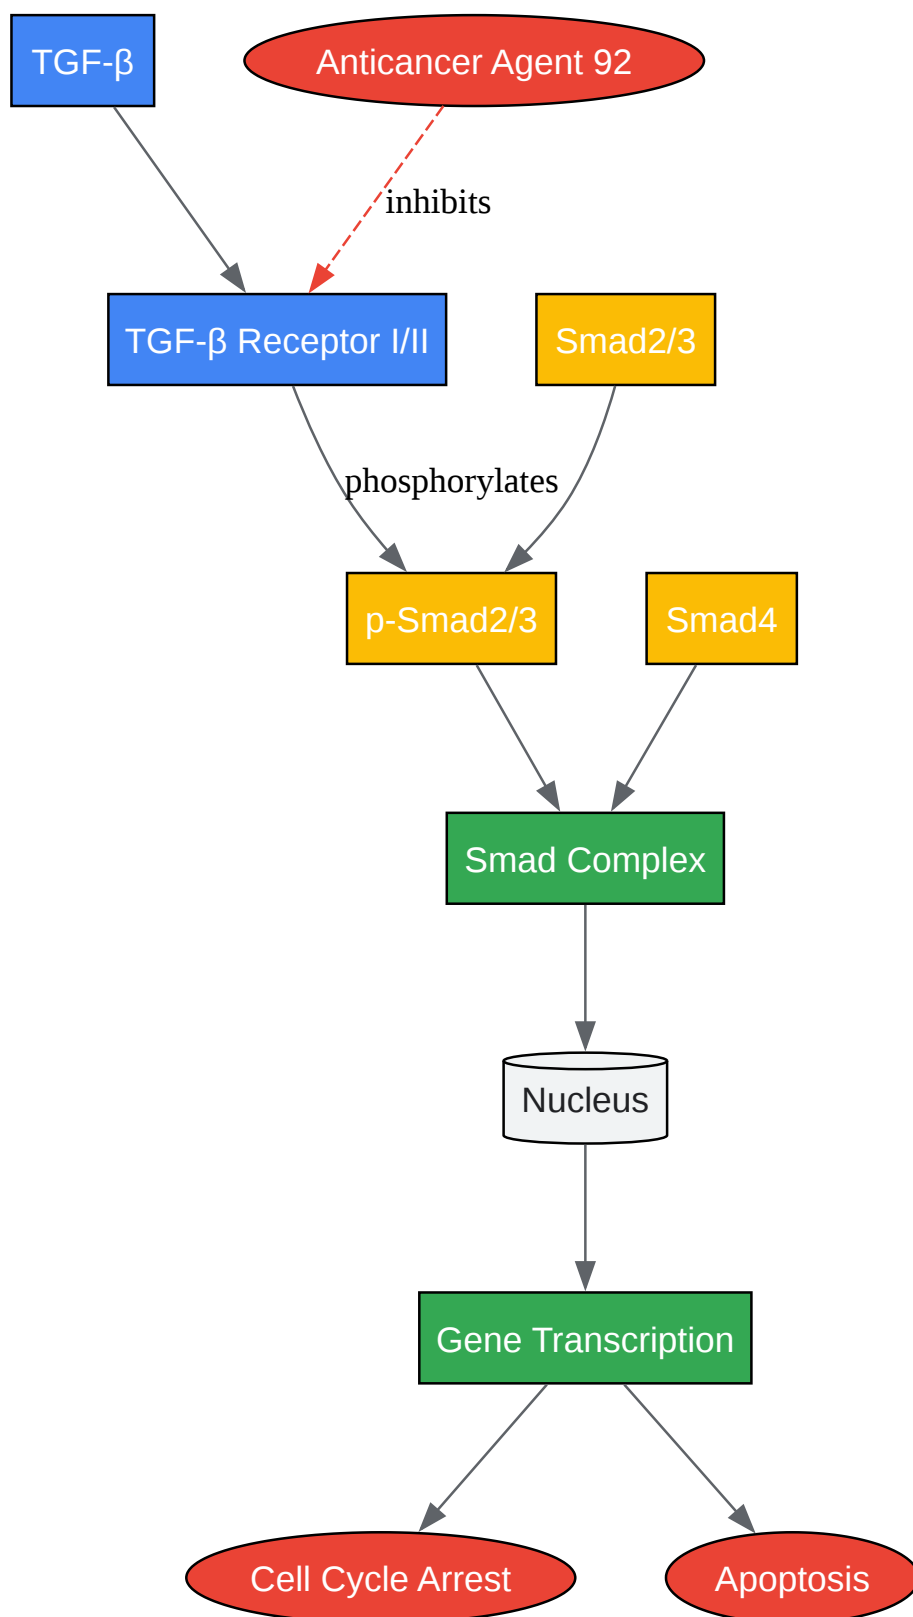 TGF-β
Anticancer Agent 92
inhibits
TGF-β Receptor I/II
Smad2/3
phosphorylates
p-Smad2/3
Smad4
Smad Complex
Nucleus
Gene Transcription
Cell Cycle Arrest
Apoptosis